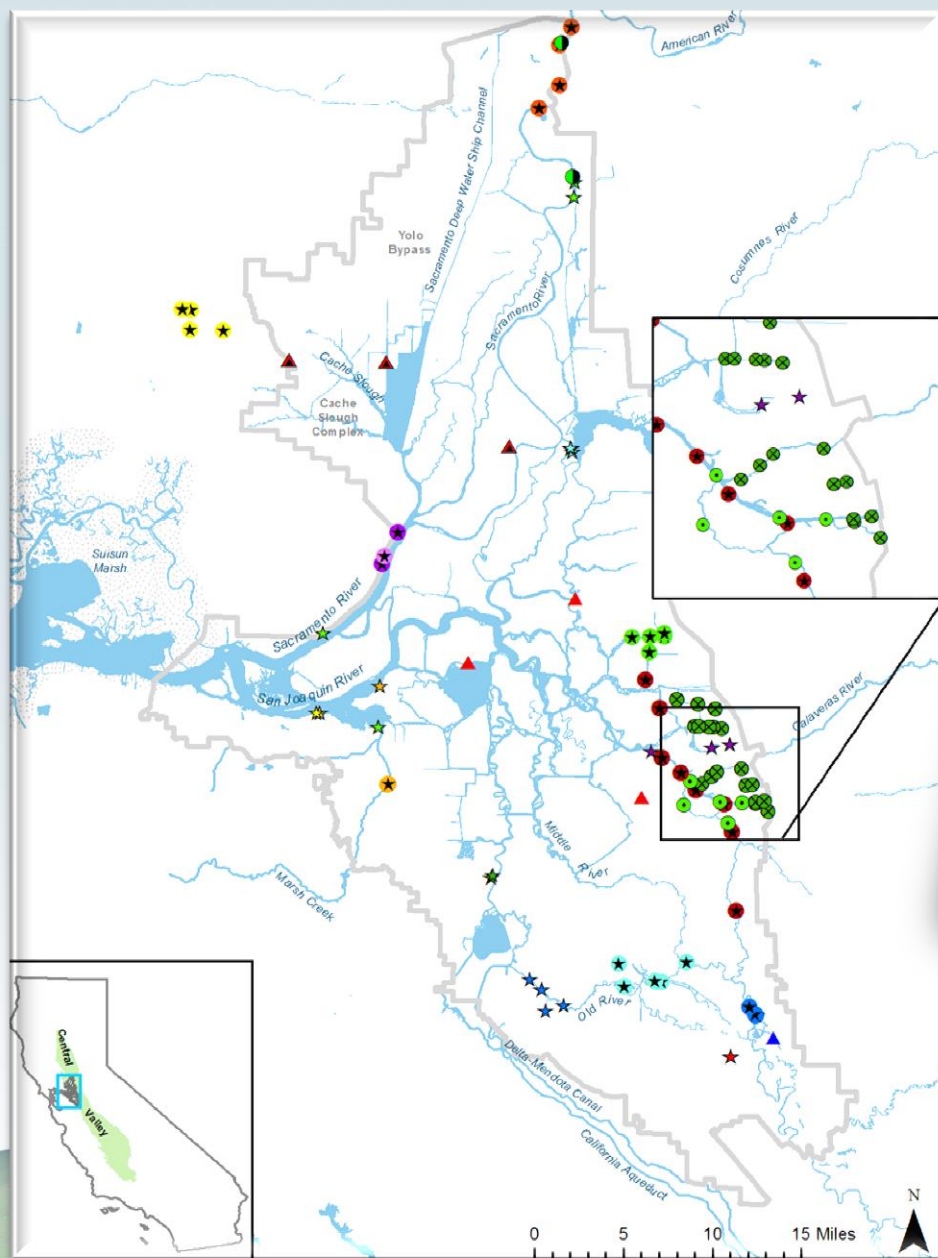 American River
Sacramento Deep Water Ship Channel
Yolo
Bypass
Cosumnes River
Sacramento River
Cache Slough
Cache
Slough
Complex
Suisun
Marsh
Sacramento River
San Joaquin River
Calaveras River
Middle River
Marsh Creek
Old River
Delta-Mendota Canal
California Aqueduct
Central
Valley
N
0 5 10 15 Miles